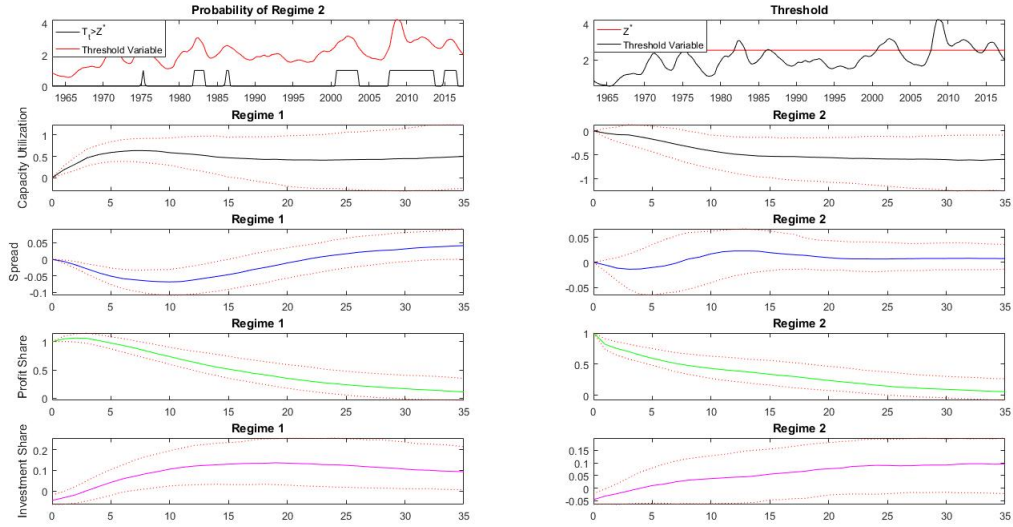 Probability of Regime 2
4
2
0
T_t>Z^*
Threshold Variable
1965 1970 1975 1980 1985 1990 1995 2000 2005 2010 2015
Threshold
4
2
Z^*
Threshold Variable
1965 1970 1975 1980 1985 1990 1995 2000 2005 2010 2015
Regime 1
Capacity Utilization
1
0.5
0
0 5 10 15 20 25 30 35
Regime 2
0
-0.5
-1
0 5 10 15 20 25 30 35
Regime 1
Spread
0.05
0
-0.05
-0.1
0 5 10 15 20 25 30 35
Regime 2
0.05
0
-0.05
0 5 10 15 20 25 30 35
Regime 1
Profit Share
1
0.5
0
0 5 10 15 20 25 30 35
Regime 2
1
0.5
0
0 5 10 15 20 25 30 35
Regime 1
Investment Share
0.2
0.1
0
0 5 10 15 20 25 30 35
Regime 2
0.15
0.1
0.05
0
-0.05
0 5 10 15 20 25 30 35